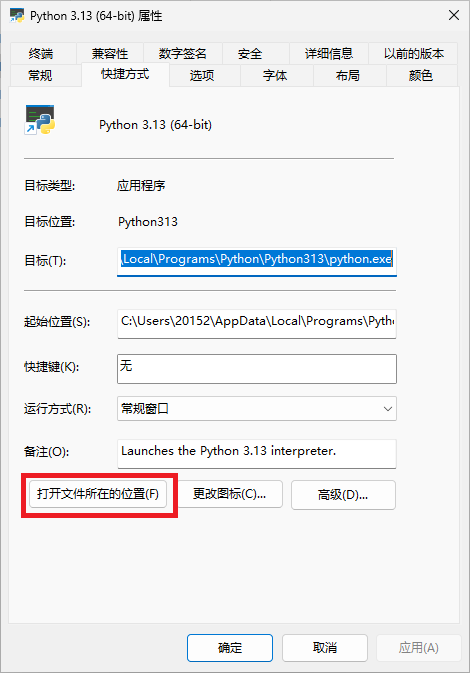 Python 3.13 (64-bit) 属性
终端 兼容性 数字签名 安全 详细信息 以前的版本
常规 快捷方式 选项 字体 布局 颜色
Python 3.13 (64-bit)
目标类型: 应用程序
目标位置: Python313
目标(T): \Local\Programs\Python\Python313\python.exe
起始位置(S): C:\Users\20152\AppData\Local\Programs\Pytho
快捷键(K): 无
运行方式(R): 常规窗口
备注(O): Launches the Python 3.13 interpreter.
打开文件所在的位置(F) 更改图标(C)... 高级(D)...
确定 取消 应用(A)